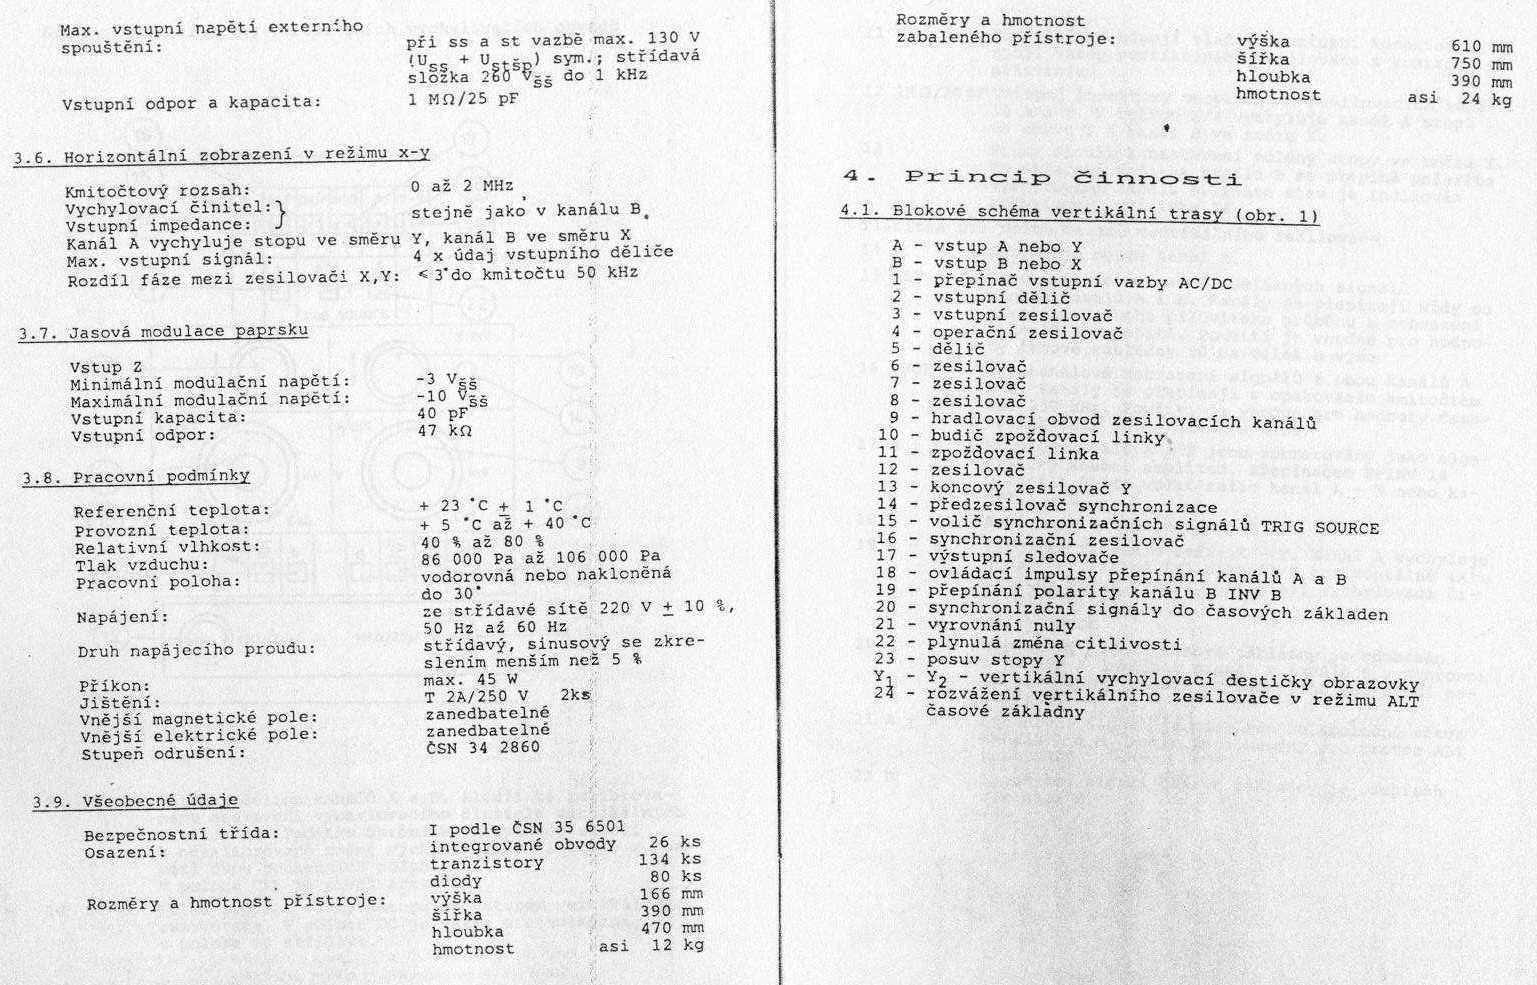 Max. vstupní napětí externího
spouštění: při ss a st vazbě max. 130 V
(Uss + Ustšp) sym.; střídavá
složka 260 Všš do 1 kHz
Vstupní odpor a kapacita: 1 MΩ/25 pF
3.6. Horizontální zobrazení v režimu x-y
Kmitočtový rozsah: 0 až 2 MHz
Vychylovací činitel:}
Vstupní impedance: stejně jako v kanálu B.
Kanál A vychyluje stopu ve směru Y, kanál B ve směru X
Max. vstupní signál: 4 x údaj vstupního děliče
Rozdíl fáze mezi zesilovači X,Y: ≤ 3° do kmitočtu 50 kHz
3.7. Jasová modulace paprsku
Vstup Z
Minimální modulační napětí: -3 Všš
Maximální modulační napětí: -10 Všš
Vstupní kapacita: 40 pF
Vstupní odpor: 47 kΩ
3.8. Pracovní podmínky
Referenční teplota: + 23 °C ± 1 °C
Provozní teplota: + 5 °C až + 40 °C
Relativní vlhkost: 40 % až 80 %
Tlak vzduchu: 86 000 Pa až 106 000 Pa
Pracovní poloha: vodorovná nebo nakloněná
do 30°
Napájení: ze střídavé sítě 220 V ± 10 %,
50 Hz až 60 Hz
Druh napájecího proudu: střídavý, sinusový se zkre-
slením menším než 5 %
Příkon: max. 45 W
Jištění: T 2A/250 V 2ks
Vnější magnetické pole: zanedbatelné
Vnější elektrické pole: zanedbatelné
Stupeň odrušení: ČSN 34 2860
3.9. Všeobecné údaje
Bezpečnostní třída: I podle ČSN 35 6501
Osazení: integrované obvody 26 ks
tranzistory 134 ks
diody 80 ks
Rozměry a hmotnost přístroje: výška 166 mm
šířka 390 mm
hloubka 470 mm
hmotnost asi 12 kg
Rozměry a hmotnost
zabaleného přístroje: výška 610 mm
šířka 750 mm
hloubka 390 mm
hmotnost asi 24 kg
4. Princip činnosti
4.1. Blokové schéma vertikální trasy (obr. 1)
A - vstup A nebo Y
B - vstup B nebo X
1 - přepínač vstupní vazby AC/DC
2 - vstupní dělič
3 - vstupní zesilovač
4 - operační zesilovač
5 - dělič
6 - zesilovač
7 - zesilovač
8 - zesilovač
9 - hradlovací obvod zesilovacích kanálů
10 - budič zpožďovací linky
11 - zpožďovací linka
12 - zesilovač
13 - koncový zesilovač Y
14 - předzesilovač synchronizace
15 - volič synchronizačních signálů TRIG SOURCE
16 - synchronizační zesilovač
17 - výstupní sledovače
18 - ovládací impulsy přepínání kanálů A a B
19 - přepínání polarity kanálu B INV B
20 - synchronizační signály do časových základen
21 - vyrovnání nuly
22 - plynulá změna citlivosti
23 - posuv stopy Y
Y1 - Y2 - vertikální vychylovací destičky obrazovky
24 - rozvážení vertikálního zesilovače v režimu ALT
časové základny